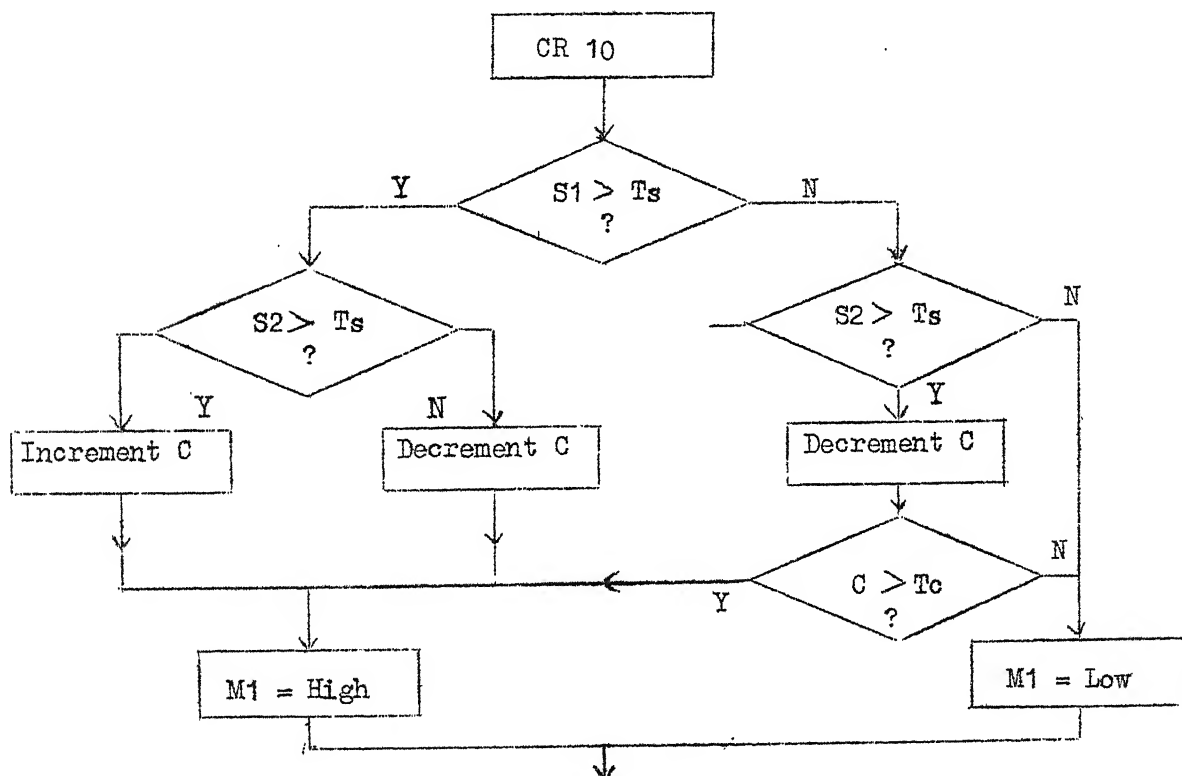 CR 10
S1 > Ts
?
Y
N
S2 > Ts
?
S2 > Ts
?
N
Y
N
Y
Increment C
Decrement C
Decrement C
C > Tc
?
Y
N
M1 = High
M1 = Low